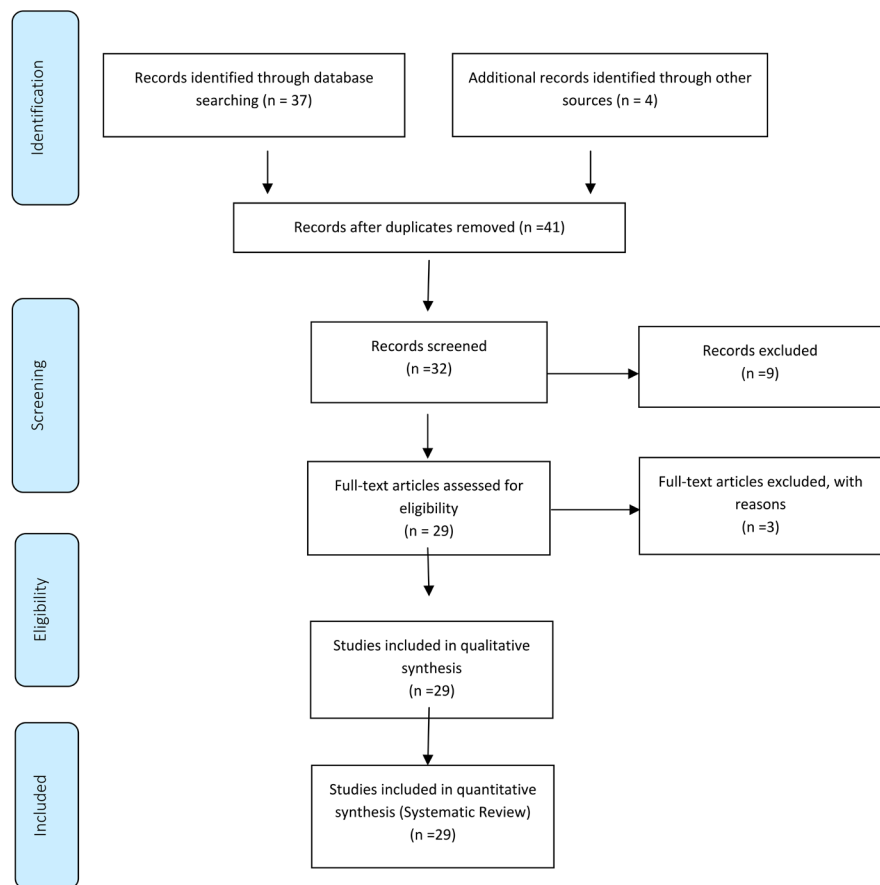 Identification
Records identified through database
searching (n = 37)
Additional records identified through other
sources (n = 4)
Records after duplicates removed (n =41)
Screening
Records screened
(n =32)
Records excluded
(n =9)
Full-text articles assessed for
eligibility
(n = 29)
Full-text articles excluded, with
reasons
(n =3)
Eligibility
Studies included in qualitative
synthesis
(n =29)
Included
Studies included in quantitative
synthesis (Systematic Review)
(n =29)